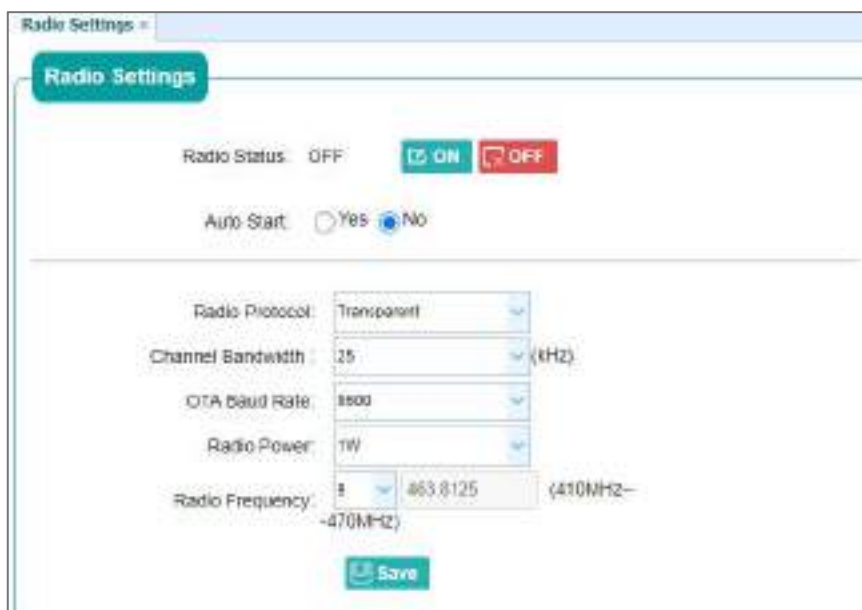 Radio Settings ×
Radio Settings
Radio Status: OFF ON OFF
Auto Start: Yes No
Radio Protocol: Transparent
Channel Bandwidth : 25 (kHz)
OTA Baud Rate: 9600
Radio Power: 1W
Radio Frequency: 8 463.8125 (410MHz~
~470MHz)
Save